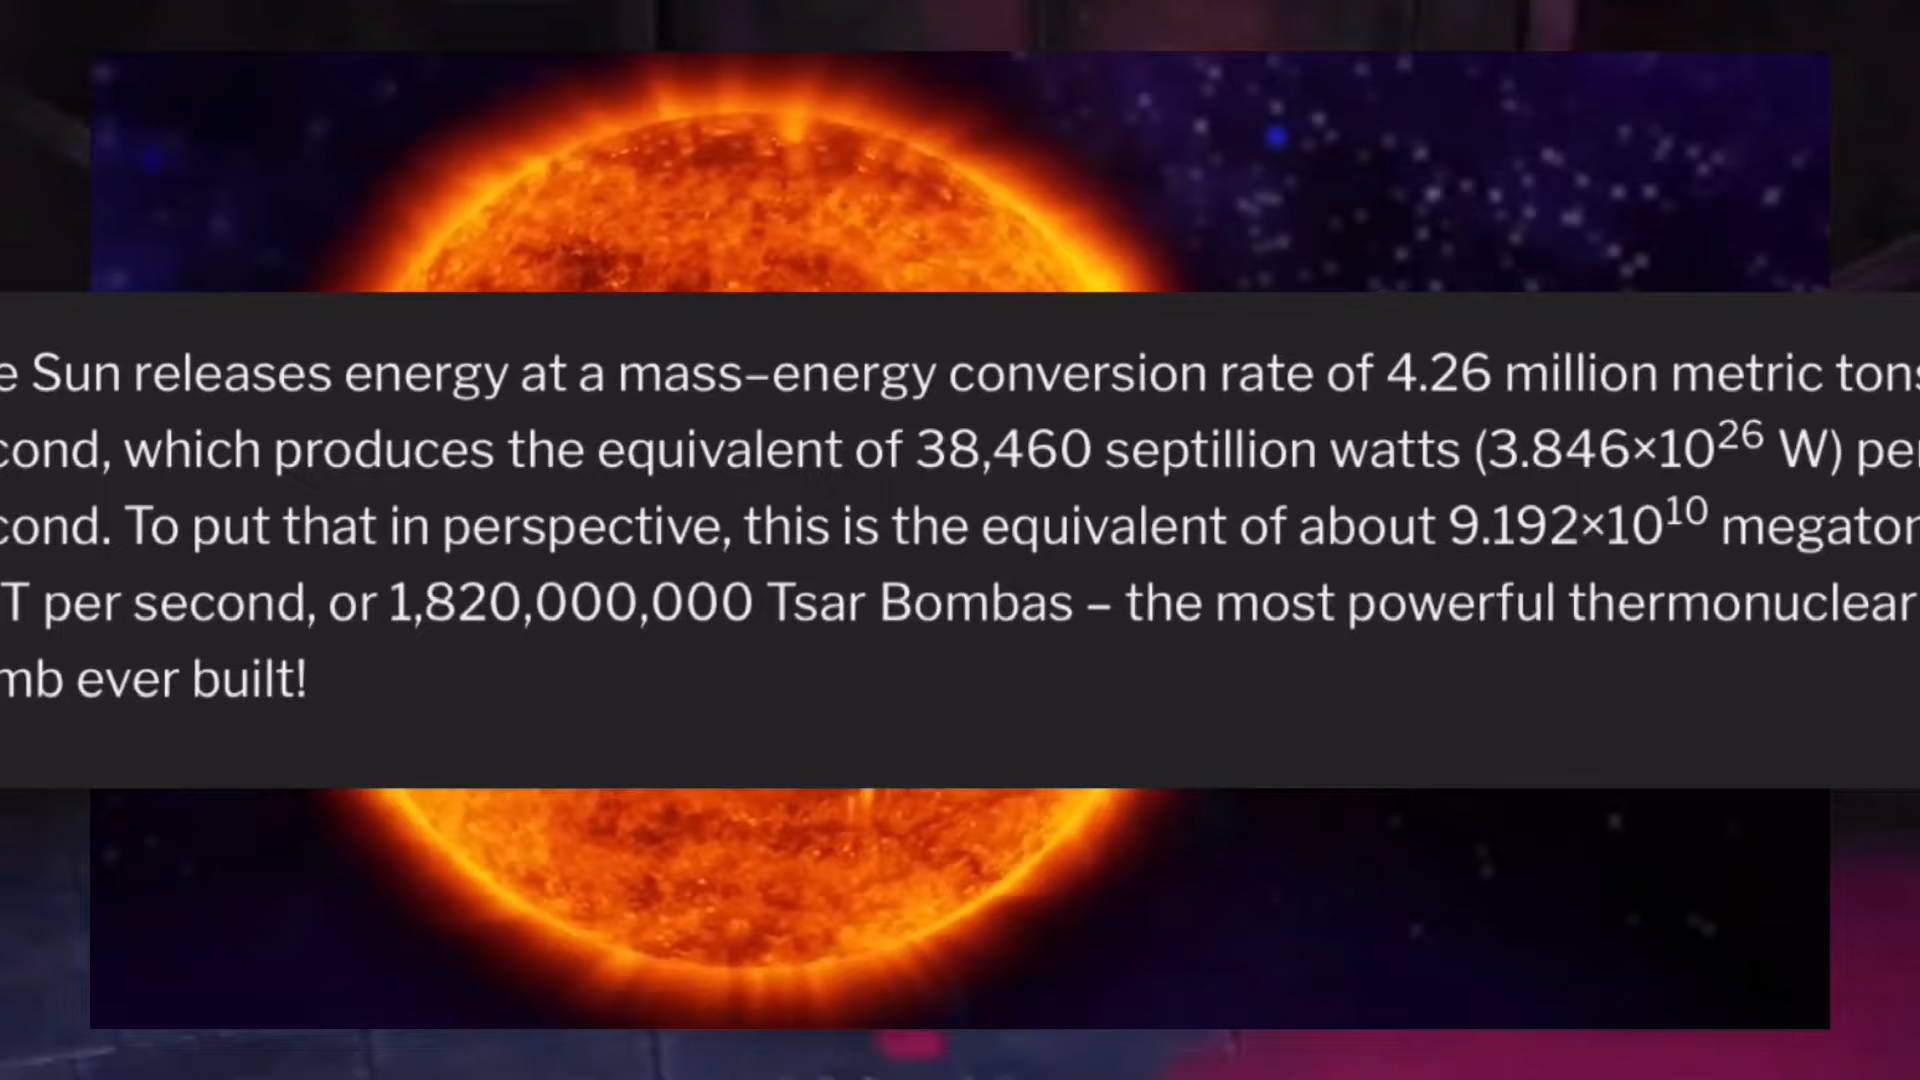 e Sun releases energy at a mass–energy conversion rate of 4.26 million metric tons
cond, which produces the equivalent of 38,460 septillion watts (3.846×10²⁶ W) per
cond. To put that in perspective, this is the equivalent of about 9.192×10¹⁰ megaton
T per second, or 1,820,000,000 Tsar Bombas – the most powerful thermonuclear
mb ever built!